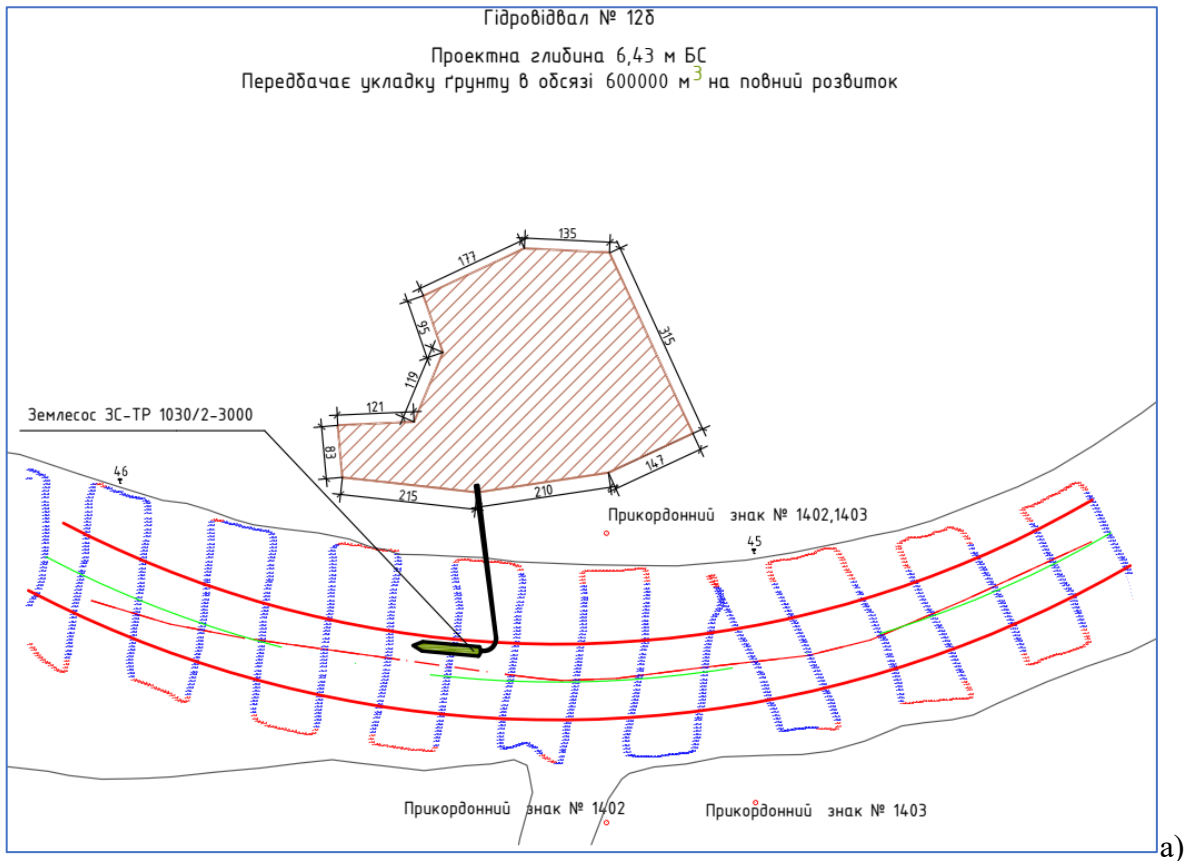 Гідровідвал № 12б
Проектна глибина 6,43 м БС
Передбачає укладку ґрунту в обсязі 600000 м³ на повний розвиток
135
177
95
315
119
Землесос ЗС-ТР 1030/2-3000
121
83
147
46
215
210
Прикордонний знак № 1402,1403
45
Прикордонний знак № 1402
Прикордонний знак № 1403
а)